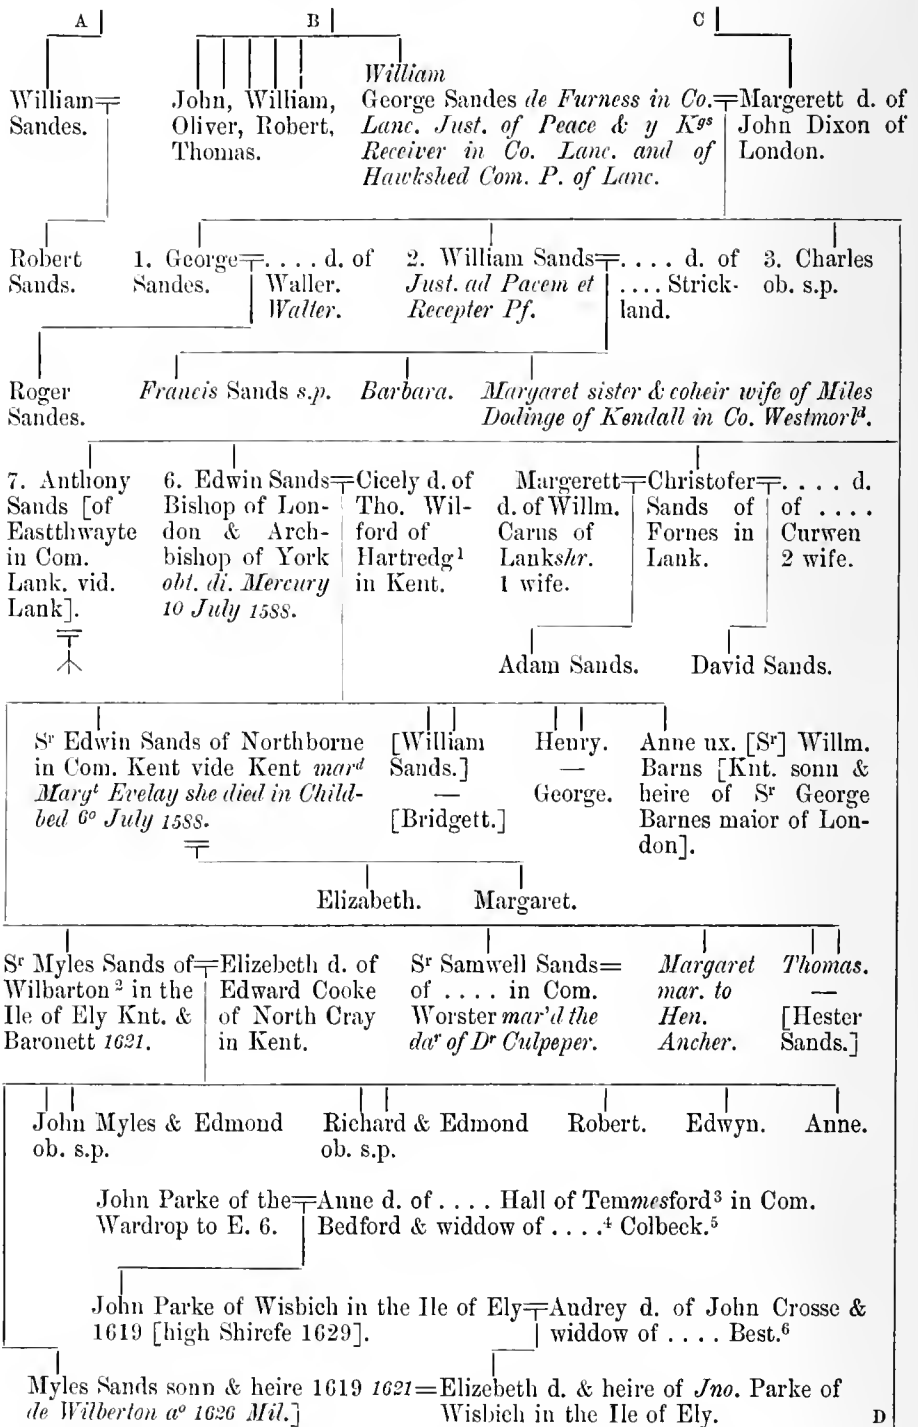 A B C
William
Sandes.
John, William,
Oliver, Robert,
Thomas.
William
George Sandes de Furness in Co.
Lanc. Just. of Peace & y Kgs
Receiver in Co. Lanc. and of
Hawkshed Com. P. of Lanc.
Margerett d. of
John Dixon of
London.
Robert
Sands.
1. George
Sandes.
. . . . d. of
Waller.
Walter.
2. William Sands
Just. ad Pacem et
Recepter Pf.
. . . . d. of
. . . . Strick-
land.
3. Charles
ob. s.p.
Roger
Sandes.
Francis Sands s.p.
Barbara.
Margaret sister & coheir wife of Miles
Dodinge of Kendall in Co. Westmorld.
7. Anthony
Sands [of
Eastthwayte
in Com.
Lank. vid.
Lank].
6. Edwin Sands
Bishop of Lon-
don & Arch-
bishop of York
obt. di. Mercury
10 July 1588.
Cicely d. of
Tho. Wil-
ford of
Hartredg1
in Kent.
Margerett
d. of Willm.
Carus of
Lankshr.
1 wife.
Christofer
Sands of
Fornes in
Lank.
. . . . d.
of . . . .
Curwen
2 wife.
Adam Sands.
David Sands.
Sr Edwin Sands of Northborne
in Com. Kent vide Kent mard
Maryt Evelay she died in Child-
bed 6o July 1588.
[William
Sands.]
—
[Bridgett.]
Henry.
—
George.
Anne ux. [Sr] Willm.
Barns [Knt. sonn &
heire of Sr George
Barnes maior of Lon-
don].
Elizabeth.
Margaret.
Sr Myles Sands of
Wilbarton2 in the
Ile of Ely Knt. &
Baronett 1621.
Elizebeth d. of
Edward Cooke
of North Cray
in Kent.
Sr Samwell Sands=
of . . . . in Com.
Worster mar'd the
dar of Dr Culpeper.
Margaret
mar. to
Hen.
Ancher.
Thomas.
—
[Hester
Sands.]
John Myles & Edmond
ob. s.p.
Richard & Edmond
ob. s.p.
Robert.
Edwyn.
Anne.
John Parke of the
Wardrop to E. 6.
Anne d. of . . . . Hall of Temmesford3 in Com.
Bedford & widdow of . . . .4 Colbeck.5
John Parke of Wisbich in the Ile of Ely
1619 [high Shirefe 1629].
Audrey d. of John Crosse &
widdow of . . . . Best.6
Myles Sands sonn & heire 1619 1621=
de Wilberton ao 1626 Mil.]
Elizebeth d. & heire of Jno. Parke of
Wisbich in the Ile of Ely.
D